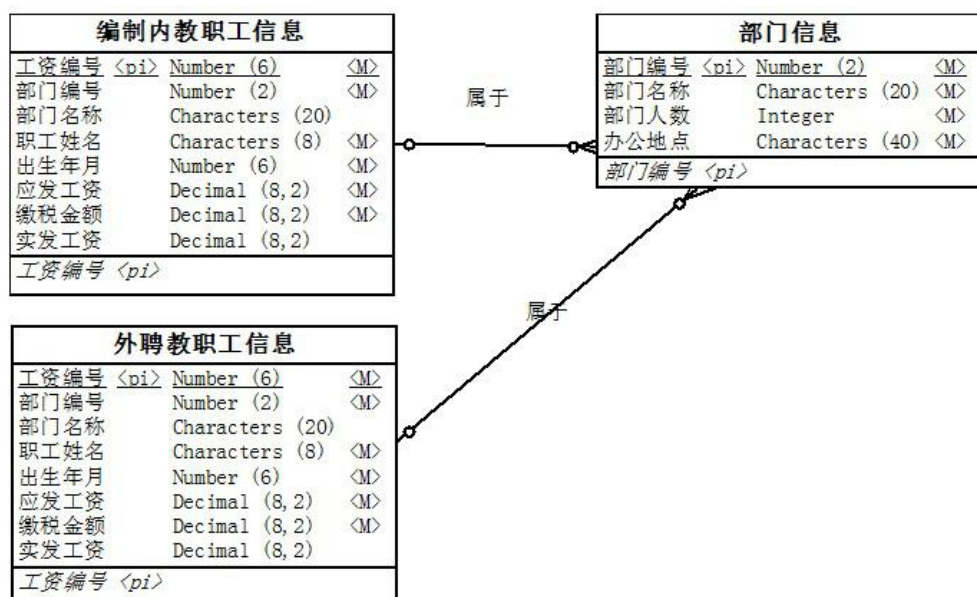 编制内教职工信息
工资编号 <pi> Number (6) <M>
部门编号 Number (2) <M>
部门名称 Characters (20)
职工姓名 Characters (8) <M>
出生年月 Number (6) <M>
应发工资 Decimal (8,2) <M>
缴税金额 Decimal (8,2) <M>
实发工资 Decimal (8,2)
工资编号 <pi>
属于
部门信息
部门编号 <pi> Number (2) <M>
部门名称 Characters (20) <M>
部门人数 Integer <M>
办公地点 Characters (40) <M>
部门编号 <pi>
属于
外聘教职工信息
工资编号 <pi> Number (6) <M>
部门编号 Number (2) <M>
部门名称 Characters (20)
职工姓名 Characters (8) <M>
出生年月 Number (6) <M>
应发工资 Decimal (8,2) <M>
缴税金额 Decimal (8,2) <M>
实发工资 Decimal (8,2)
工资编号 <pi>